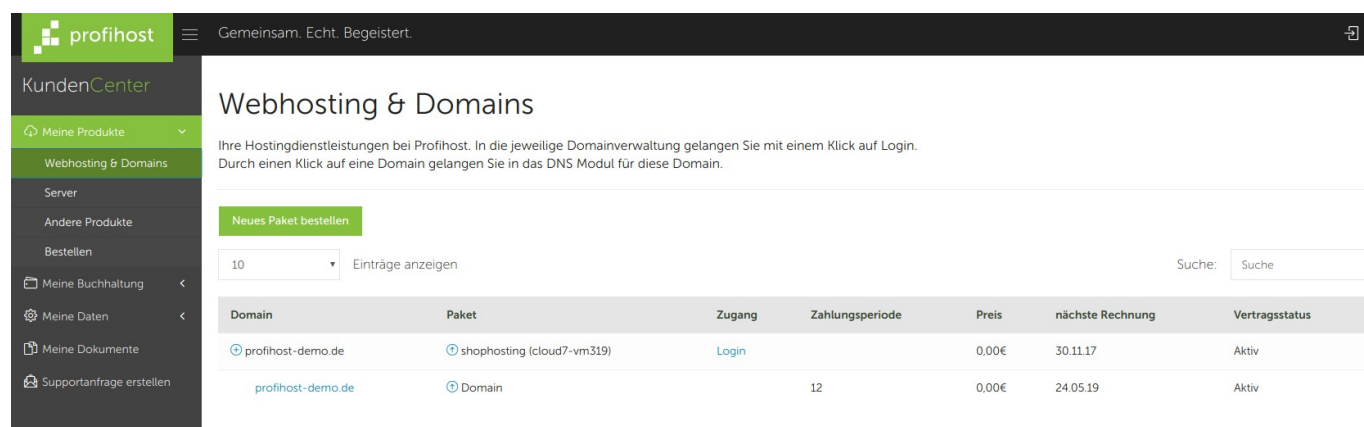 profihost
Gemeinsam. Echt. Begeistert.
KundenCenter
Meine Produkte
Webhosting & Domains
Server
Andere Produkte
Bestellen
Meine Buchhaltung
Meine Daten
Meine Dokumente
Supportanfrage erstellen
Webhosting & Domains
Ihre Hostingdienstleistungen bei Profihost. In die jeweilige Domainverwaltung gelangen Sie mit einem Klick auf Login.
Durch einen Klick auf eine Domain gelangen Sie in das DNS Modul für diese Domain.
Neues Paket bestellen
10 Einträge anzeigen Suche: Suche
Domain Paket Zugang Zahlungsperiode Preis nächste Rechnung Vertragsstatus
profihost-demo.de shophosting (cloud7-vm319) Login 0,00€ 30.11.17 Aktiv
profihost-demo.de Domain 12 0,00€ 24.05.19 Aktiv